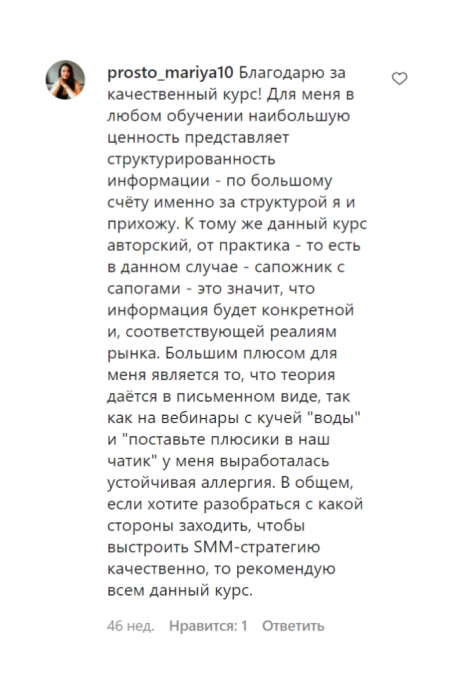 prosto_mariya10 Благодарю за
качественный курс! Для меня в
любом обучении наибольшую
ценность представляет
структурированность
информации - по большому
счёту именно за структурой я и
прихожу. К тому же данный курс
авторский, от практика - то есть
в данном случае - сапожник с
сапогами - это значит, что
информация будет конкретной
и, соответствующей реалиям
рынка. Большим плюсом для
меня является то, что теория
даётся в письменном виде, так
как на вебинары с кучей "воды"
и "поставьте плюсики в наш
чатик" у меня выработалась
устойчивая аллергия. В общем,
если хотите разобраться с какой
стороны заходить, чтобы
выстроить SMM-стратегию
качественно, то рекомендую
всем данный курс.
46 нед. Нравится: 1 Ответить